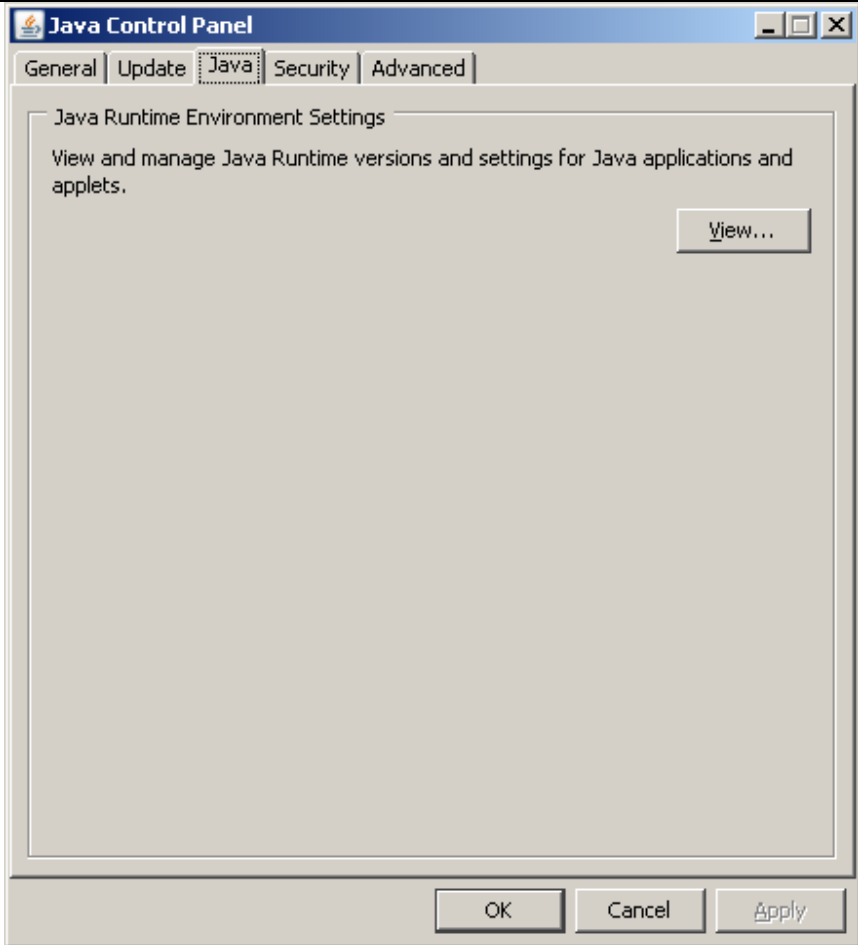 Java Control Panel
General Update Java Security Advanced
Java Runtime Environment Settings
View and manage Java Runtime versions and settings for Java applications and
applets.
View...
OK Cancel Apply